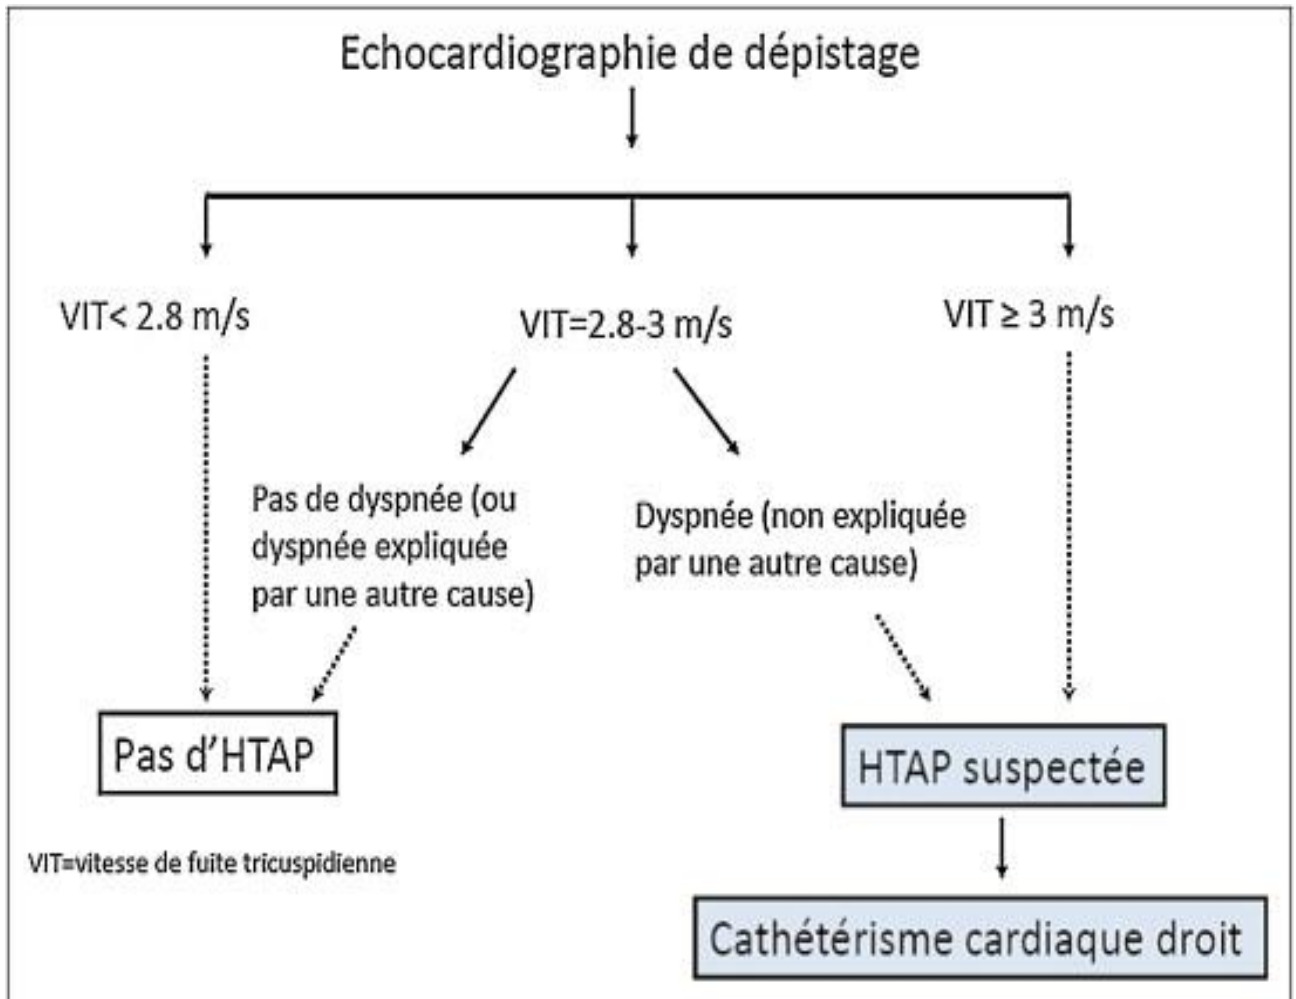 Echocardiographie de dépistage
VIT< 2.8 m/s
VIT=2.8-3 m/s
VIT ≥ 3 m/s
Pas de dyspnée (ou
dyspnée expliquée
par une autre cause)
Dyspnée (non expliquée
par une autre cause)
Pas d’HTAP
HTAP suspectée
VIT=vitesse de fuite tricuspidienne
Cathétérisme cardiaque droit